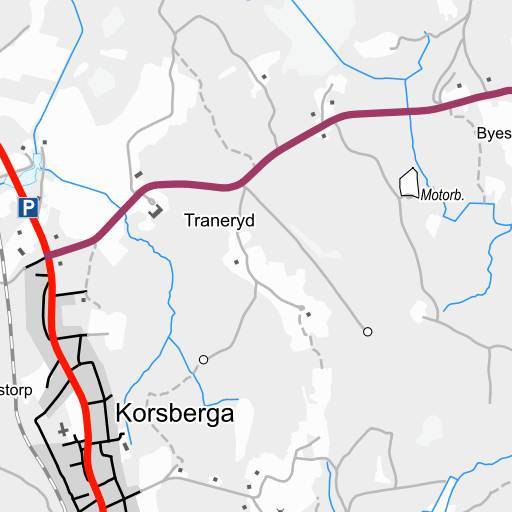 Byes
Motorb.
P
Traneryd
storp
Korsberga